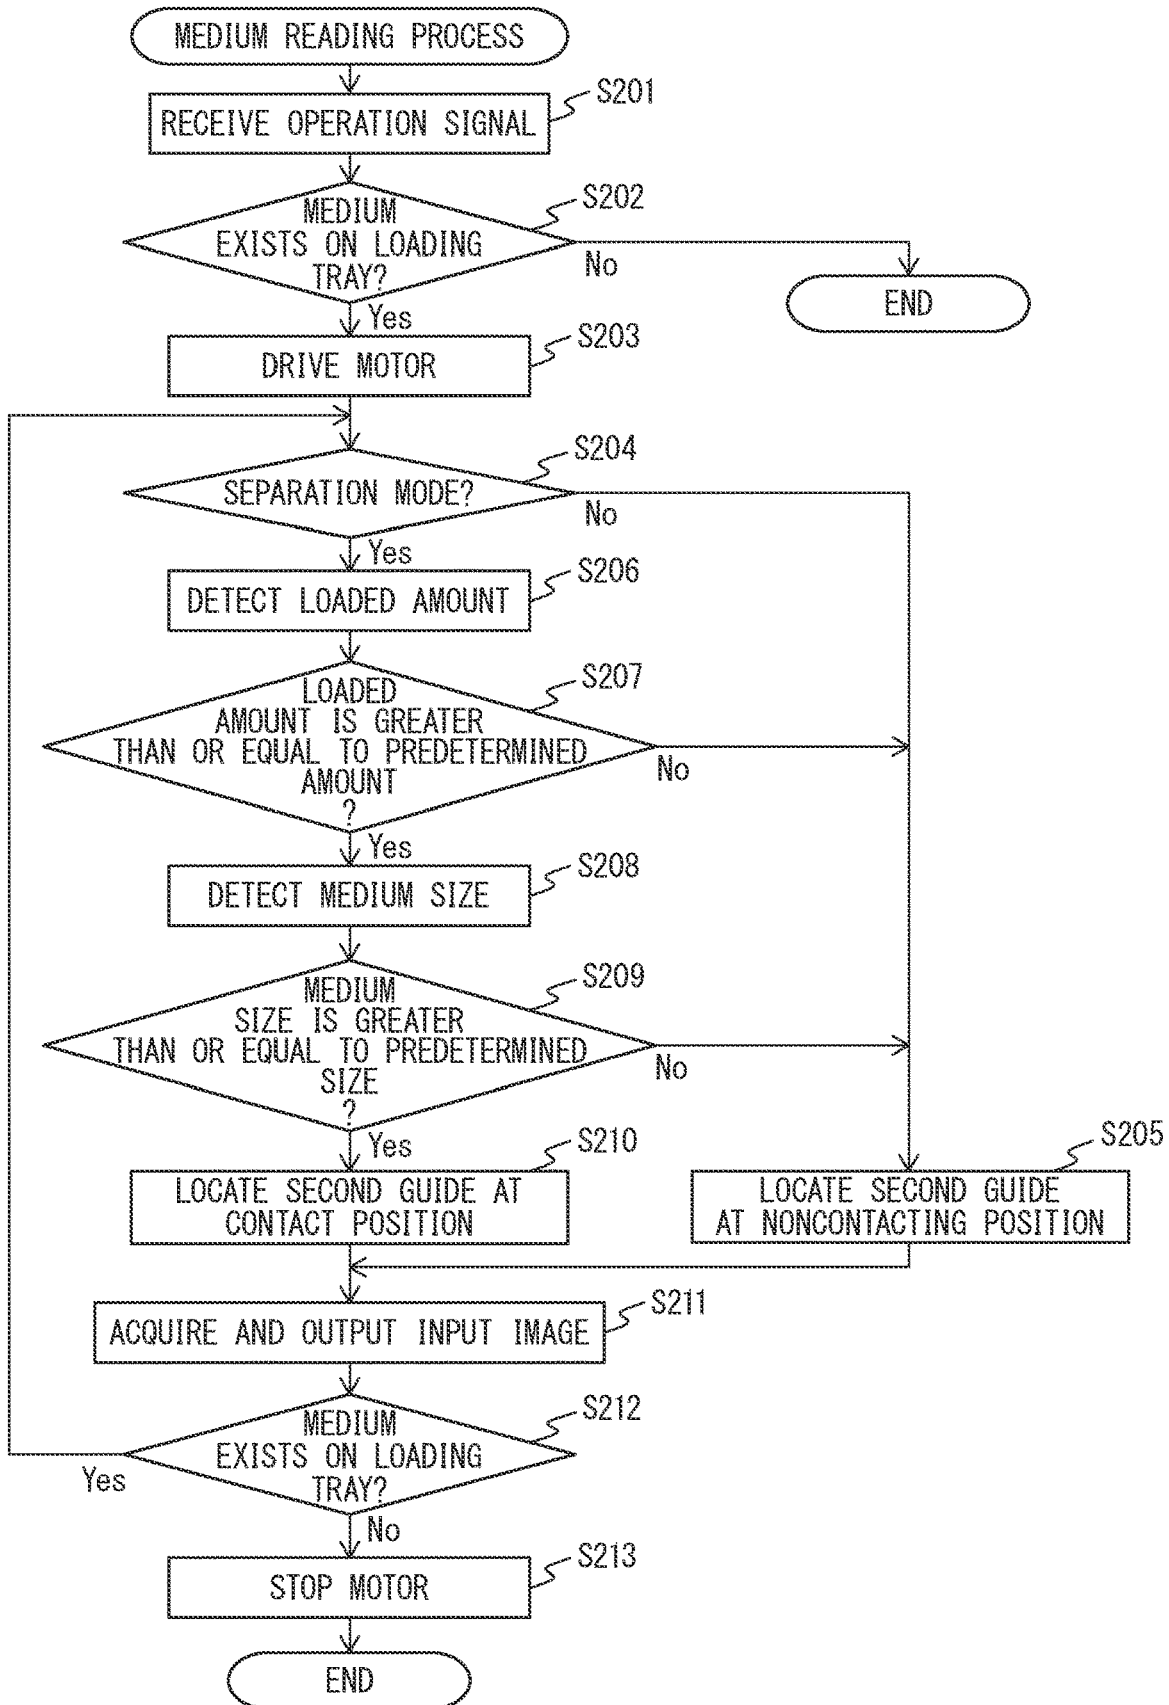 MEDIUM READING PROCESS
S201
RECEIVE OPERATION SIGNAL
S202
MEDIUM
EXISTS ON LOADING
TRAY?
No
END
Yes
S203
DRIVE MOTOR
S204
SEPARATION MODE?
No
Yes
S206
DETECT LOADED AMOUNT
S207
LOADED
AMOUNT IS GREATER
THAN OR EQUAL TO PREDETERMINED
AMOUNT
?
No
Yes
S208
DETECT MEDIUM SIZE
S209
MEDIUM
SIZE IS GREATER
THAN OR EQUAL TO PREDETERMINED
SIZE
?
No
Yes
S210
LOCATE SECOND GUIDE AT
CONTACT POSITION
S205
LOCATE SECOND GUIDE
AT NONCONTACTING POSITION
S211
ACQUIRE AND OUTPUT INPUT IMAGE
S212
MEDIUM
EXISTS ON LOADING
TRAY?
Yes
No
S213
STOP MOTOR
END